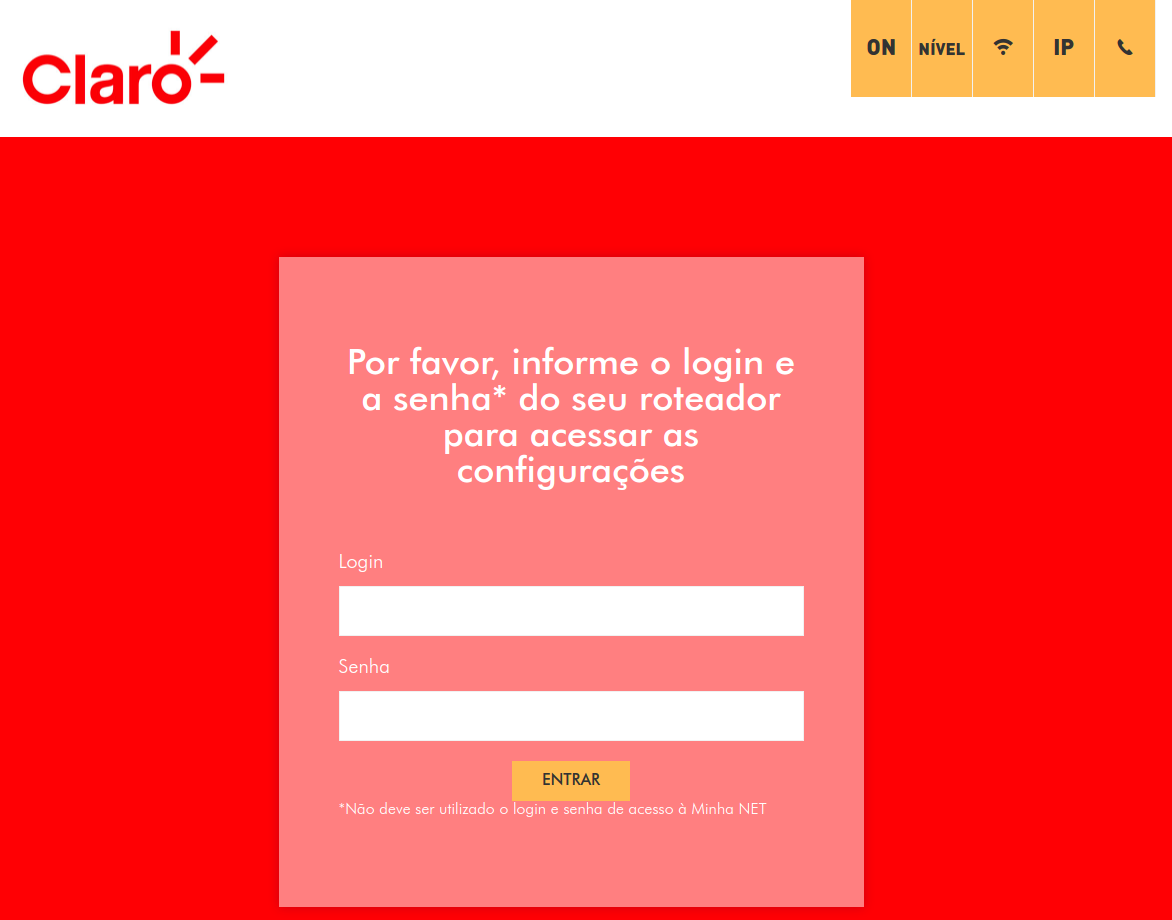 Claro
ON NÍVEL IP
Por favor, informe o login e
a senha* do seu roteador
para acessar as
configurações
Login
Senha
ENTRAR
*Não deve ser utilizado o login e senha de acesso à Minha NET